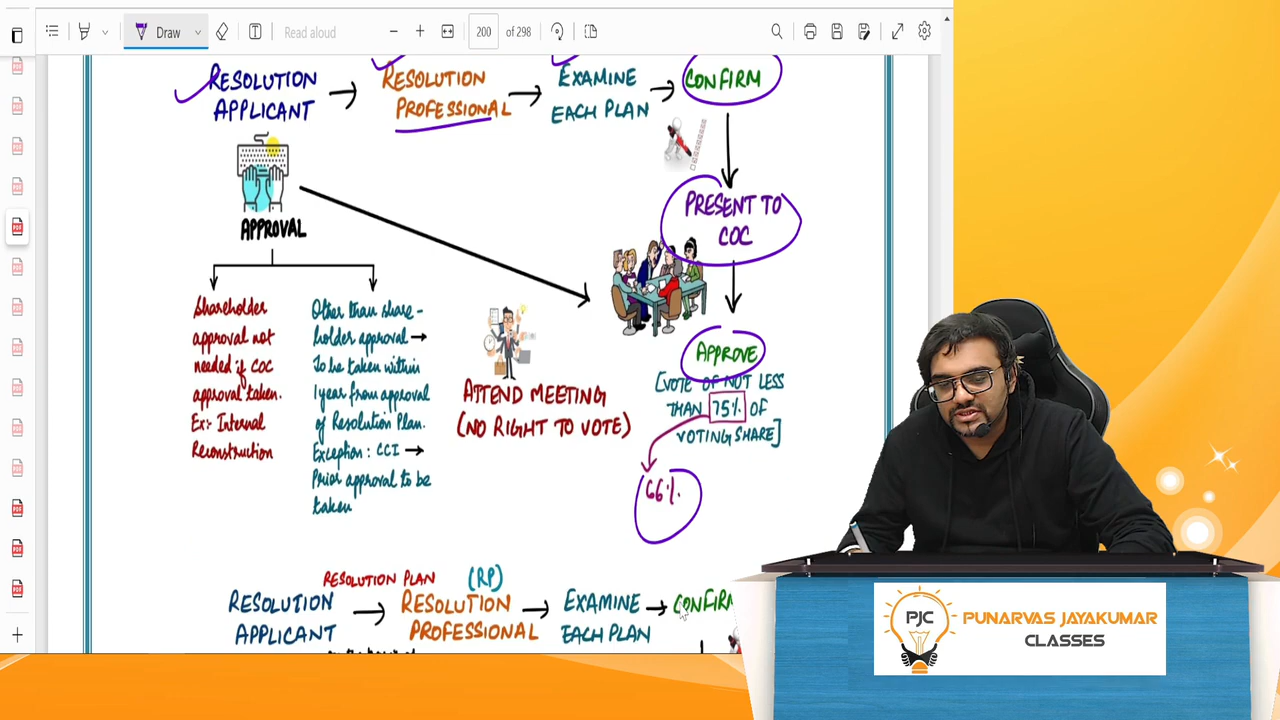 Draw
Read aloud
200
of 298
RESOLUTION
APPLICANT
RESOLUTION
PROFESSIONAL
EXAMINE
EACH PLAN
CONFIRM
PRESENT TO
COC
APPROVAL
Shareholder
approval not
needed if COC
approval taken.
Ex:- Internal
Reconstruction
Other than share-
holder approval →
To be taken within
1 year from approval
of Resolution Plan.
Exception: CCI →
Prior approval to be
taken
ATTEND MEETING
(NO RIGHT TO VOTE)
APPROVE
[VOTE OF NOT LESS
THAN 75% OF
VOTING SHARE]
66%.
RESOLUTION PLAN
(RP)
RESOLUTION
APPLICANT
RESOLUTION
PROFESSIONAL
EXAMINE
EACH PLAN
CONFIRM
PJC
PUNARVAS JAYAKUMAR
CLASSES